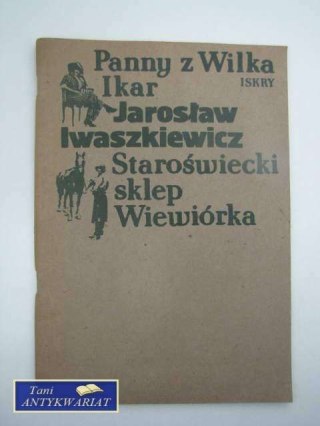 Panny z Wilka
Ikar
ISKRY
Jarosław
Iwaszkiewicz
Staroświecki
sklep
Wiewiórka
Tani
ANTYKWARIAT